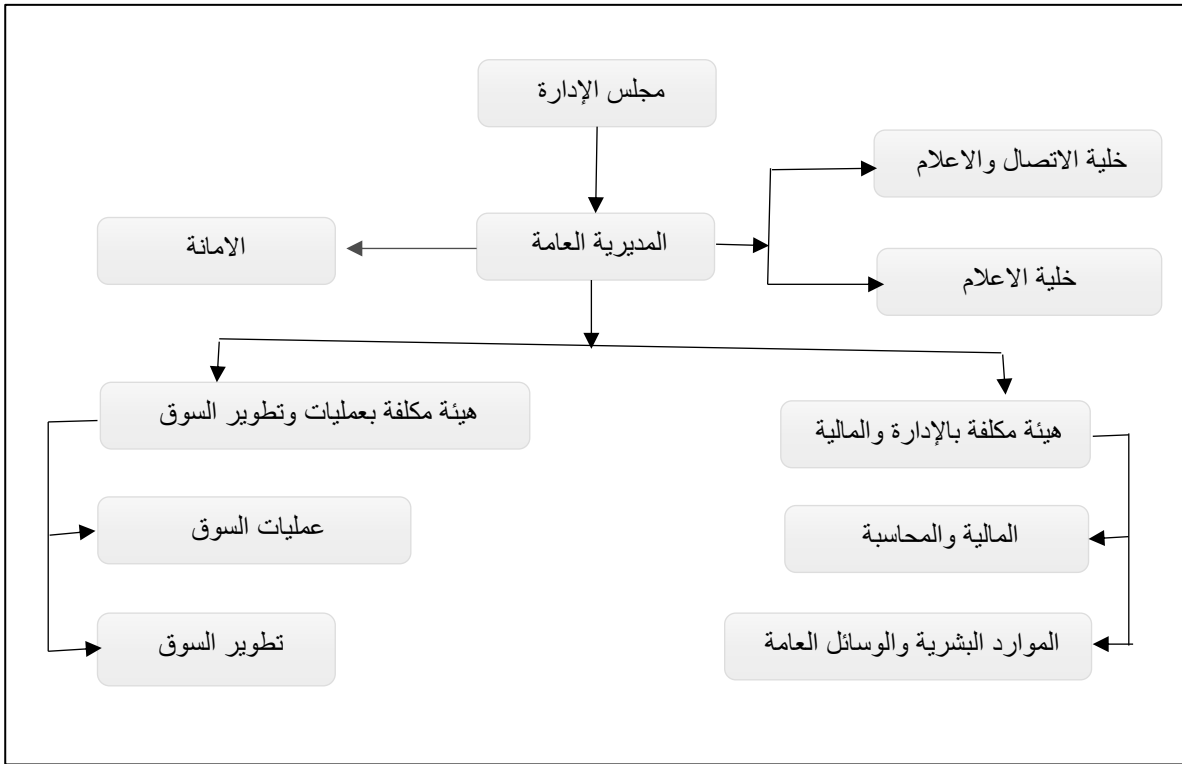 مجلس الإدارة
خلية الاتصال والاعلام
المديرية العامة
الامانة
خلية الاعلام
هيئة مكلفة بالإدارة والمالية
هيئة مكلفة بعمليات وتطوير السوق
المالية والمحاسبة
عمليات السوق
الموارد البشرية والوسائل العامة
تطوير السوق